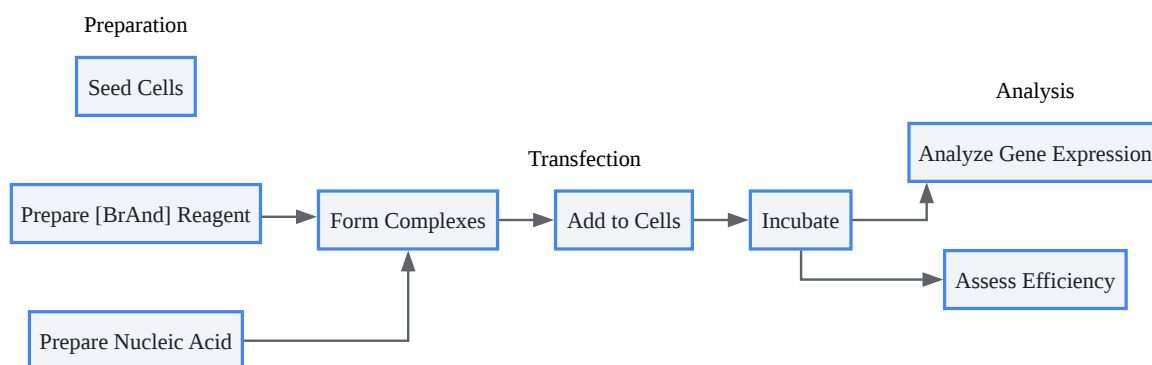 Preparation
Seed Cells
Analysis
Analyze Gene Expression
Transfection
Prepare [BrAnd] Reagent
Form Complexes
Add to Cells
Incubate
Assess Efficiency
Prepare Nucleic Acid